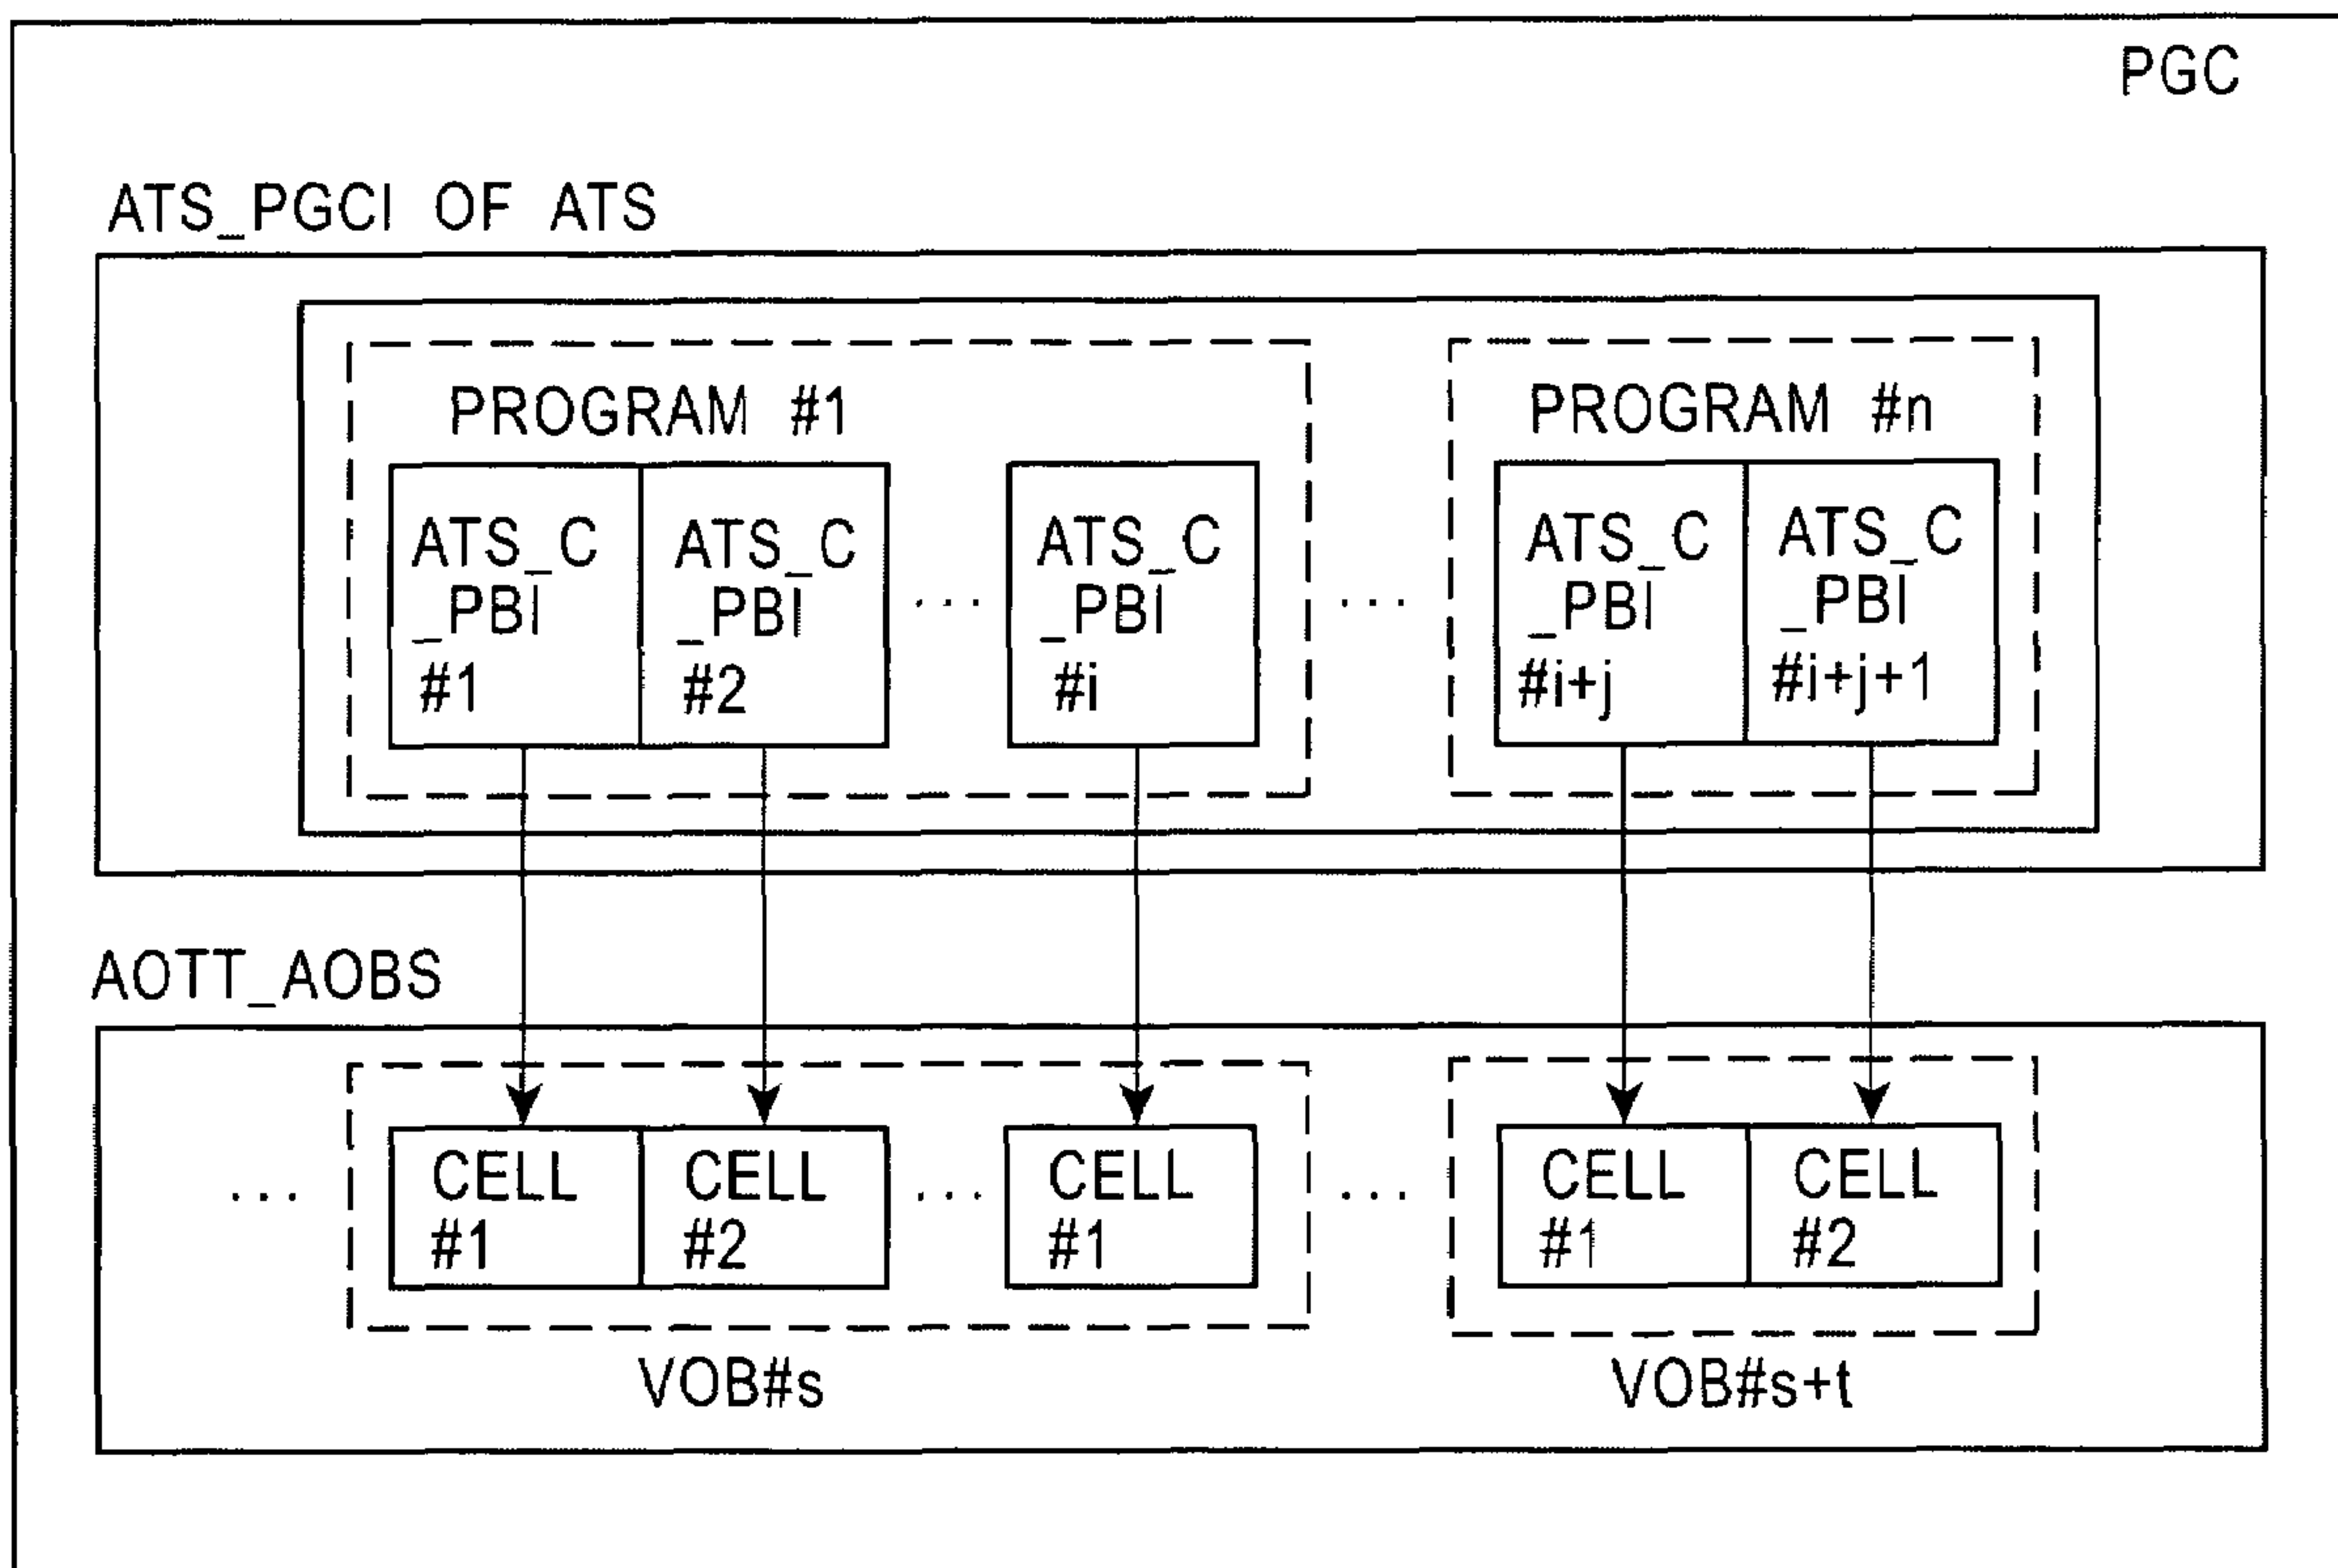 PGC
ATS_PGCI OF ATS
PROGRAM #1
PROGRAM #n
ATS_C
_PBI
#1
ATS_C
_PBI
#2
...
ATS_C
_PBI
#i
...
ATS_C
_PBI
#i+j
ATS_C
_PBI
#i+j+1
AOTT_AOBS
...
CELL
#1
CELL
#2
...
CELL
#1
...
CELL
#1
CELL
#2
VOB#s
VOB#s+t